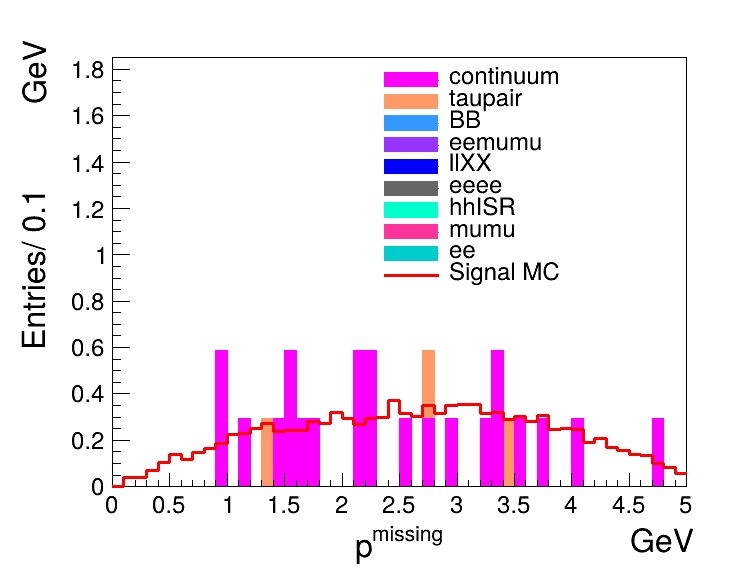 Entries/ 0.1 GeV
1.8
1.6
1.4
1.2
1
0.8
0.6
0.4
0.2
0
continuum
taupair
BB
eemumu
llXX
eeee
hhISR
mumu
ee
Signal MC
0 0.5 1 1.5 2 2.5 3 3.5 4 4.5 5
p^missing GeV